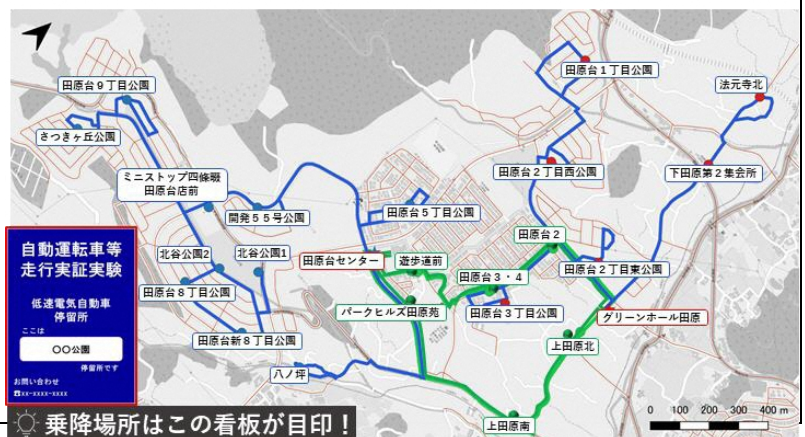 田原台1丁目公園
法元寺北
田原台9丁目公園
さつきヶ丘公園
ミニストップ四條畷
田原台店前
田原台2丁目西公園
下田原第2集会所
開発55号公園
田原台5丁目公園
田原台2
北谷公園2
北谷公園1
田原台センター
遊歩道前
田原台3・4
田原台2丁目東公園
田原台8丁目公園
パークヒルズ田原苑
田原台3丁目公園
グリーンホール田原
田原台新8丁目公園
上田原北
八ノ坪
上田原南
0 100 200 300 400 m
自動運転車等
走行実証実験
低速電気自動車
停留所
ここは
〇〇公園
停留所です
お問い合わせ
☎xx-xxxx-xxxx
乗降場所はこの看板が目印！